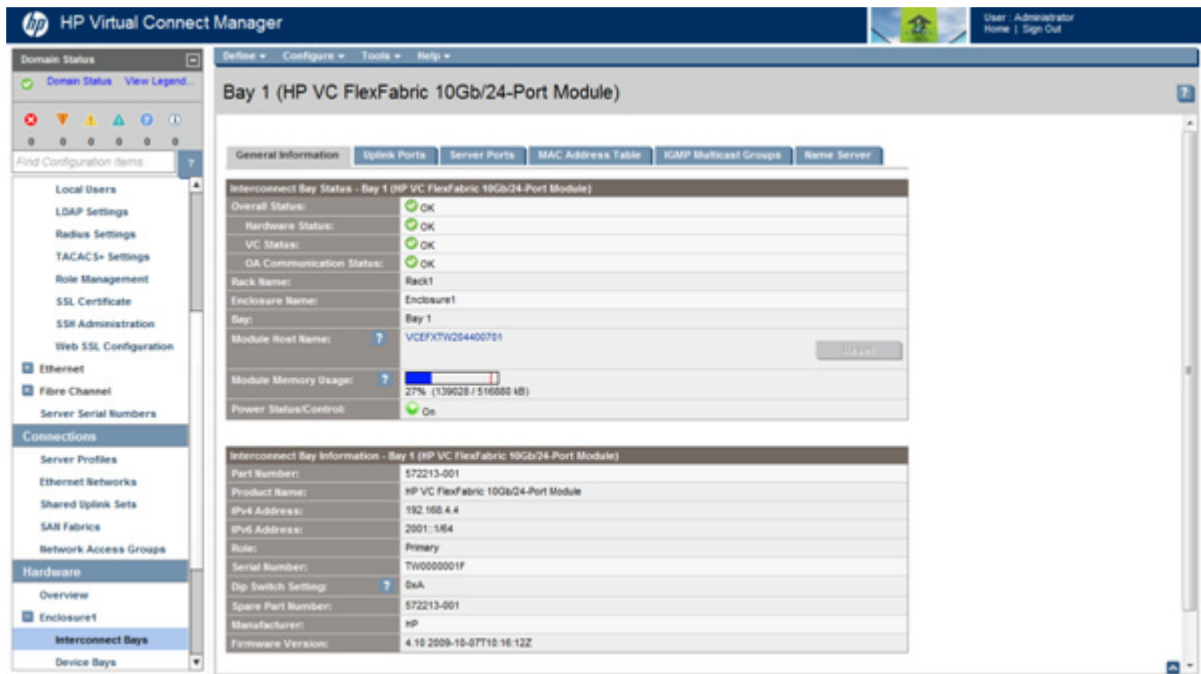 hp HP Virtual Connect Manager
User : Administrator
Home | Sign Out
Domain Status
Domain Status View Legend...
0 0 0 0 0 0
Find Configuration Items.
Local Users
LDAP Settings
Radius Settings
TACACS+ Settings
Role Management
SSL Certificate
SSH Administration
Web SSL Configuration
Ethernet
Fibre Channel
Server Serial Numbers
Connections
Server Profiles
Ethernet Networks
Shared Uplink Sets
SAN Fabrics
Network Access Groups
Hardware
Overview
Enclosure1
Interconnect Bays
Device Bays
Define Configure Tools Help
Bay 1 (HP VC FlexFabric 10Gb/24-Port Module)
General Information Uplink Ports Server Ports MAC Address Table IGMP Multicast Groups Name Server
Interconnect Bay Status - Bay 1 (HP VC FlexFabric 10Gb/24-Port Module)
Overall Status: OK
Hardware Status: OK
VC Status: OK
OA Communication Status: OK
Rack Name: Rack1
Enclosure Name: Enclosure1
Bay: Bay 1
Module Host Name: ? VCEFXTW204400701
Reset
Module Memory Usage: ?
27% (139028 / 516880 kB)
Power Status/Control: On
Interconnect Bay Information - Bay 1 (HP VC FlexFabric 10Gb/24-Port Module)
Part Number: 572213-001
Product Name: HP VC FlexFabric 10Gb/24-Port Module
IPv4 Address: 192.168.4.4
IPv6 Address: 2001::1/64
Role: Primary
Serial Number: TW0000001F
Dip Switch Setting: ? 0xA
Spare Part Number: 572213-001
Manufacturer: HP
Firmware Version: 4.10 2009-10-07T10:16:12Z